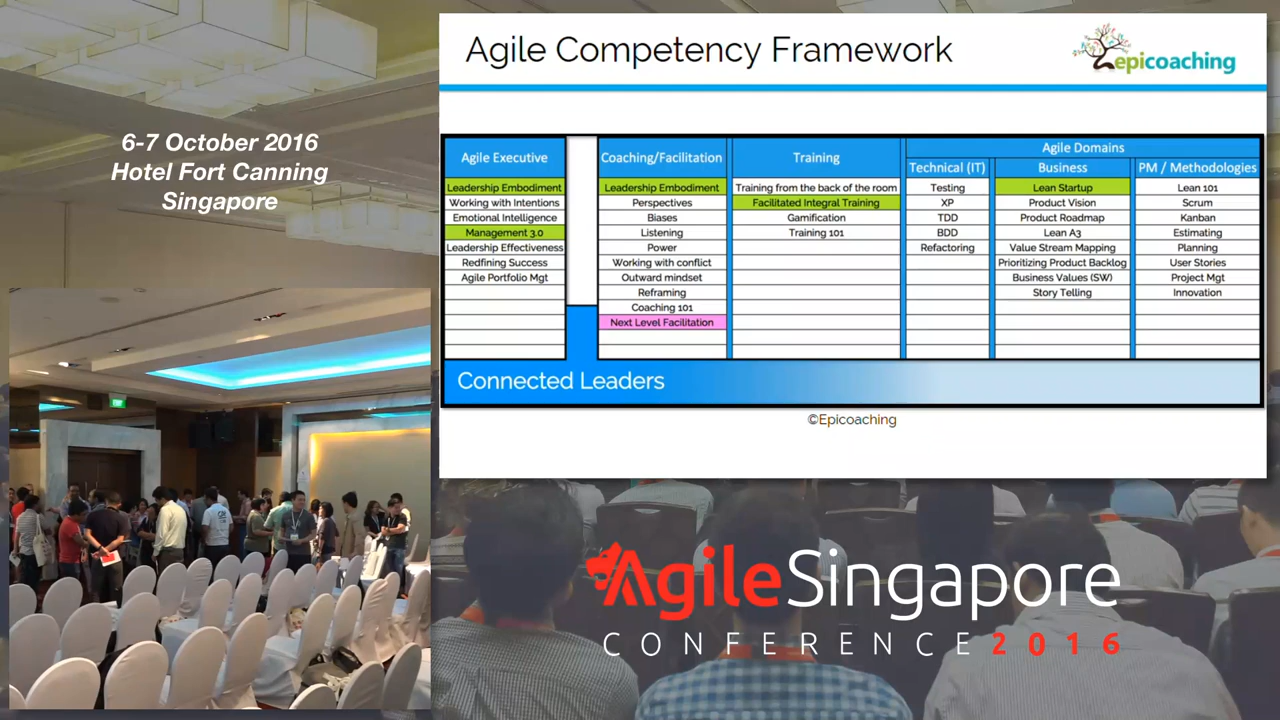 6-7 October 2016
Hotel Fort Canning
Singapore
Agile Competency Framework
epicoaching
Agile Executive
Leadership Embodiment
Working with Intentions
Emotional Intelligence
Management 3.0
Leadership Effectiveness
Redfining Success
Agile Portfolio Mgt
Coaching/Facilitation
Leadership Embodiment
Perspectives
Biases
Listening
Power
Working with conflict
Outward mindset
Reframing
Coaching 101
Next Level Facilitation
Training
Training from the back of the room
Facilitated Integral Training
Gamification
Training 101
Agile Domains
Technical (IT)
Testing
XP
TDD
BDD
Refactoring
Business
Lean Startup
Product Vision
Product Roadmap
Lean A3
Value Stream Mapping
Prioritizing Product Backlog
Business Values (SW)
Story Telling
PM / Methodologies
Lean 101
Scrum
Kanban
Estimating
Planning
User Stories
Project Mgt
Innovation
Connected Leaders
©Epicoaching
AgileSingapore
CONFERENCE 2016